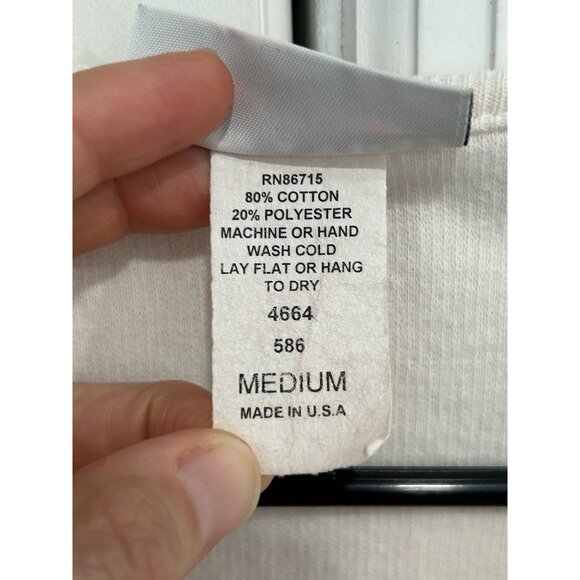 RN86715
80% COTTON
20% POLYESTER
MACHINE OR HAND
WASH COLD
LAY FLAT OR HANG
TO DRY
4664
586
MEDIUM
MADE IN U.S.A